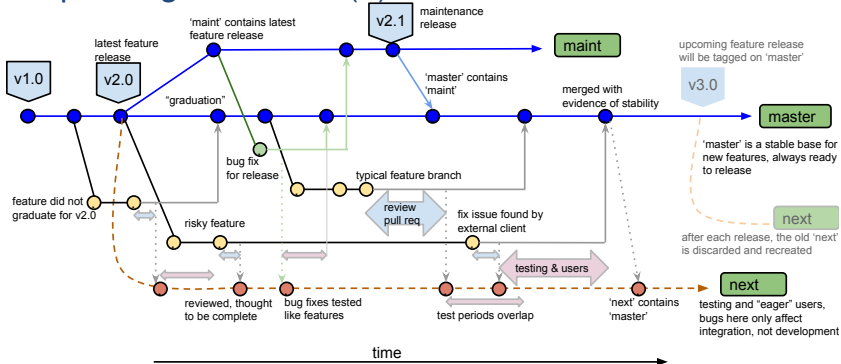 'maint' contains latest
feature release
v2.1
maintenance
release
latest feature
release
maint
upcoming feature release
will be tagged on 'master'
v1.0
v2.0
'master' contains
'maint'
v3.0
"graduation"
merged with
evidence of stability
master
bug fix
for release
typical feature branch
'master' is a stable base for
new features, always ready
to release
feature did not
graduate for v2.0
review
pull req
risky feature
fix issue found by
external client
next
after each release, the old 'next'
is discarded and recreated
testing & users
next
reviewed, thought
to be complete
bug fixes tested
like features
test periods overlap
'next' contains
'master'
testing and "eager" users,
bugs here only affect
integration, not development
time